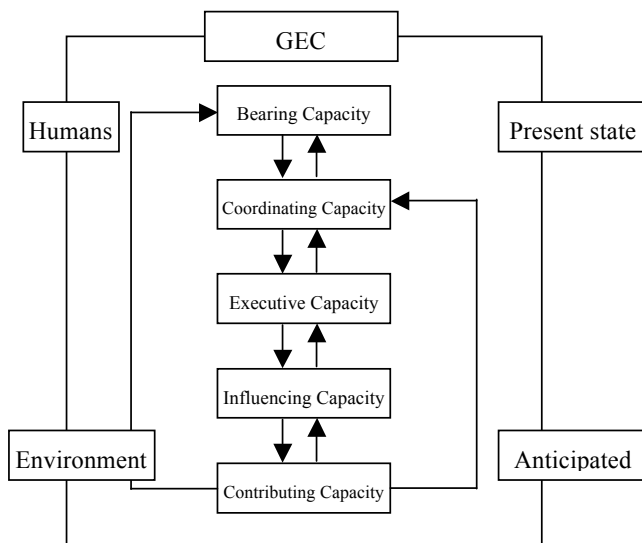 GEC
Humans
Bearing Capacity
Present state
Coordinating Capacity
Executive Capacity
Influencing Capacity
Environment
Anticipated
Contributing Capacity